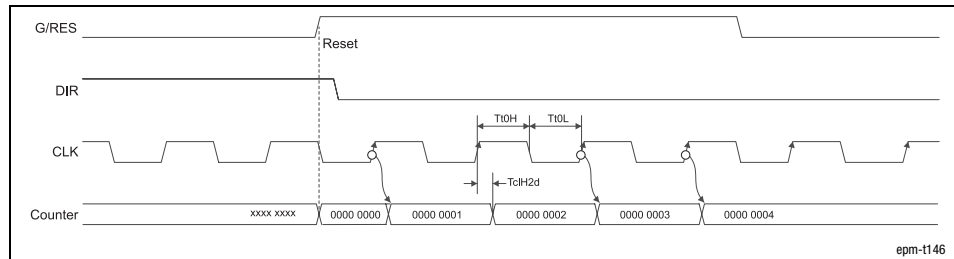 G/RES
Reset
DIR
Tt0H
Tt0L
CLK
TclH2d
Counter
xxxx xxxx
0000 0000
0000 0001
0000 0002
0000 0003
0000 0004
epm-t146